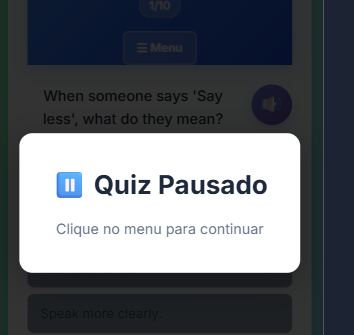 1/10
☰ Menu
When someone says 'Say
less', what do they mean?
⏸ Quiz Pausado
Clique no menu para continuar
Speak more clearly.